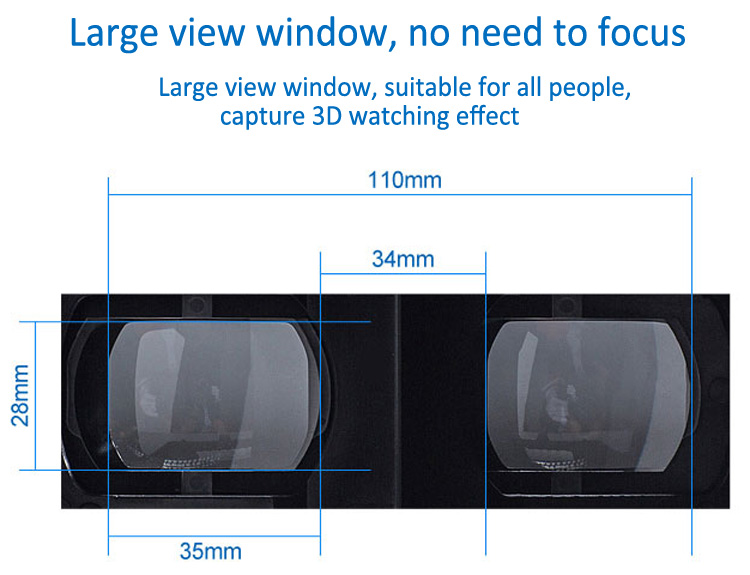 Large view window, no need to focus
Large view window, suitable for all people,
capture 3D watching effect
110mm
34mm
28mm
35mm